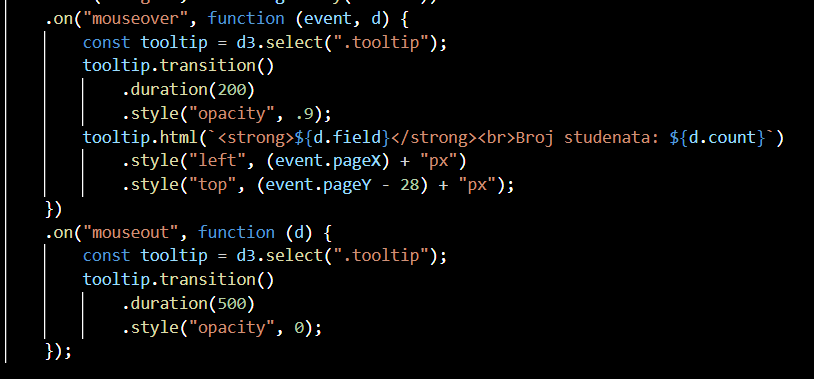 .on("mouseover", function (event, d) {
const tooltip = d3.select(".tooltip");
tooltip.transition()
.duration(200)
.style("opacity", .9);
tooltip.html(`<strong>${d.field}</strong><br>Broj studenata: ${d.count}`)
.style("left", (event.pageX) + "px")
.style("top", (event.pageY - 28) + "px");
})
.on("mouseout", function (d) {
const tooltip = d3.select(".tooltip");
tooltip.transition()
.duration(500)
.style("opacity", 0);
});